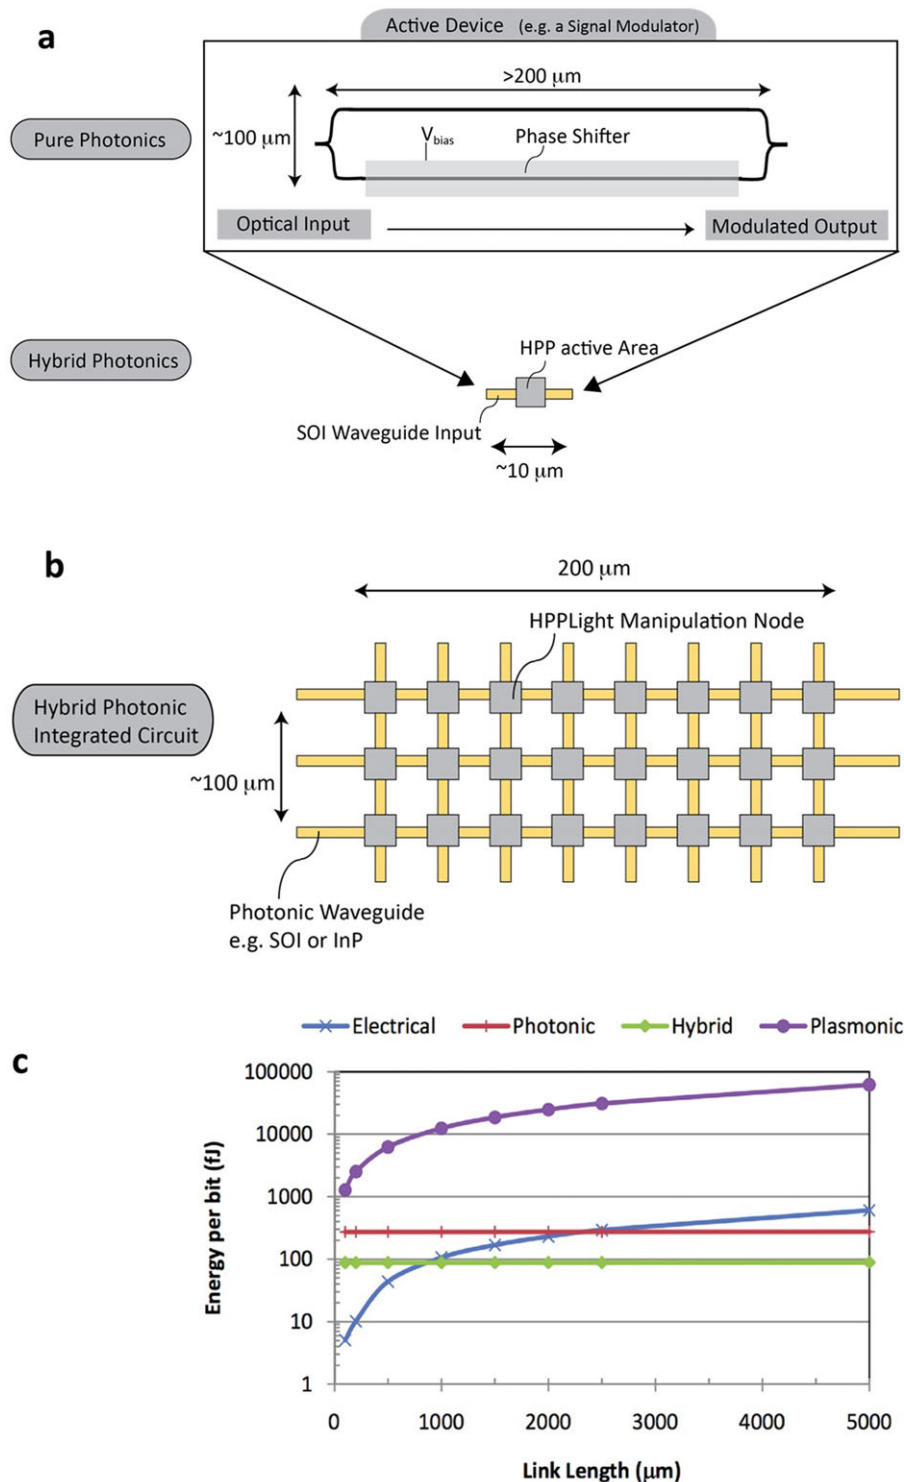 a
Active Device (e.g. a Signal Modulator)
>200 µm
Pure Photonics
~100 µm
Vbias
Phase Shifter
Optical Input
Modulated Output
Hybrid Photonics
HPP active Area
SOI Waveguide Input
~10 µm
b
200 µm
HPPLight Manipulation Node
Hybrid Photonic
Integrated Circuit
~100 µm
Photonic Waveguide
e.g. SOI or InP
Electrical Photonic Hybrid Plasmonic
c
100000
10000
1000
100
10
1
Energy per bit (fJ)
0 1000 2000 3000 4000 5000
Link Length (µm)